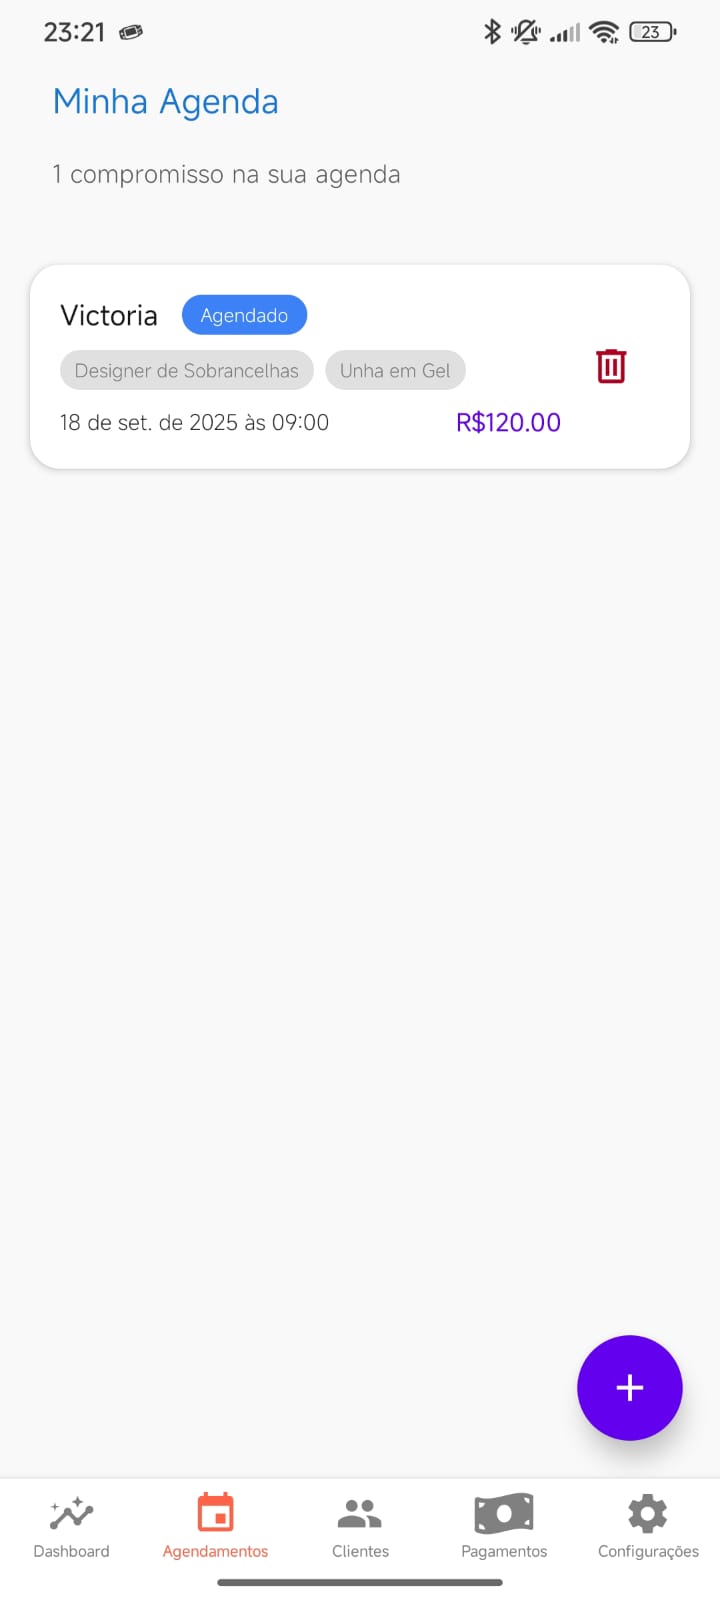 23:21
23
Minha Agenda
1 compromisso na sua agenda
Victoria Agendado
Designer de Sobrancelhas Unha em Gel
18 de set. de 2025 às 09:00 R$120.00
+
Dashboard Agendamentos Clientes Pagamentos Configurações